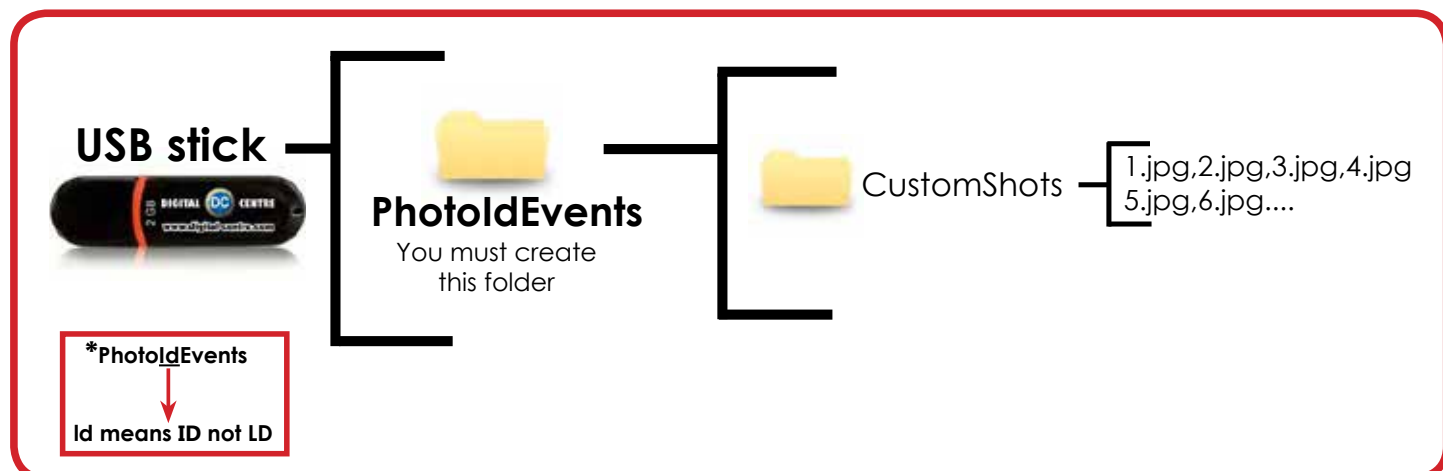 USB stick
2 GB
DIGITAL DC CENTRE
www.digital-centre.com
PhotoIdEvents
You must create
this folder
CustomShots
1.jpg,2.jpg,3.jpg,4.jpg
5.jpg,6.jpg....
*PhotoIdEvents
Id means ID not LD